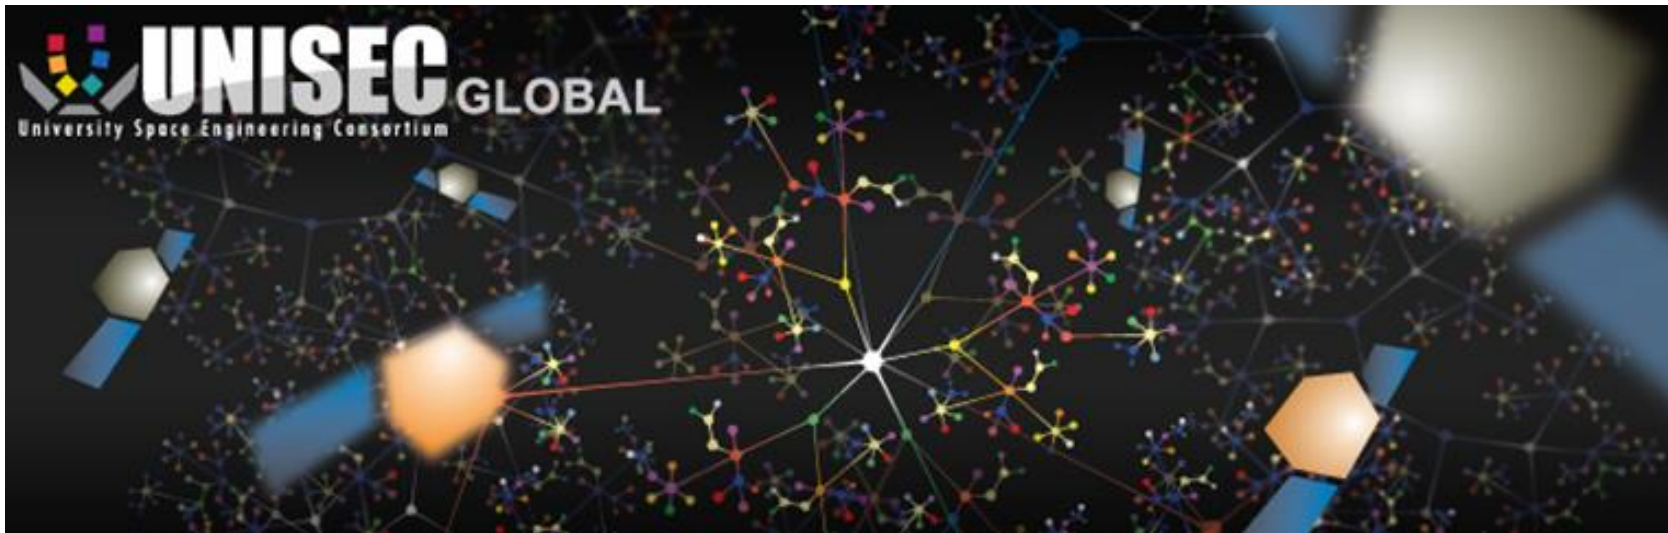 UNISEC GLOBAL
University Space Engineering Consortium